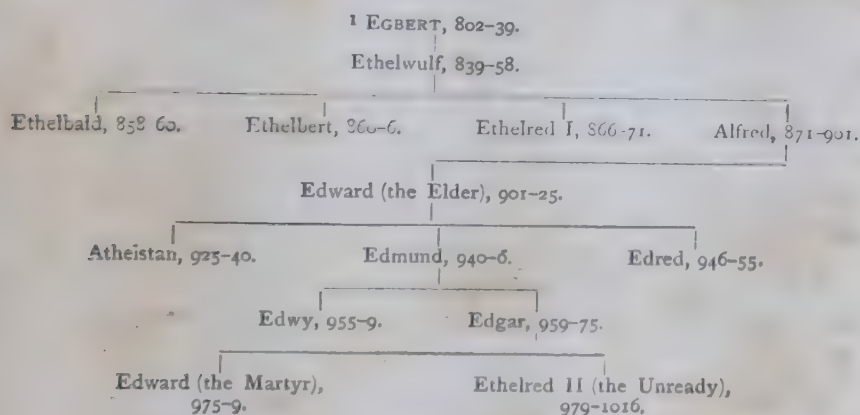 1 EGBERT, 802-39.
Ethelwulf, 839-58.
Ethelbald, 858 60.
Ethelbert, 860-6.
Ethelred I, 866-71.
Alfred, 871-901.
Edward (the Elder), 901-25.
Athelstan, 925-40.
Edmund, 940-6.
Edred, 946-55.
Edwy, 955-9.
Edgar, 959-75.
Edward (the Martyr),
975-9.
Ethelred II (the Unready),
979-1016.